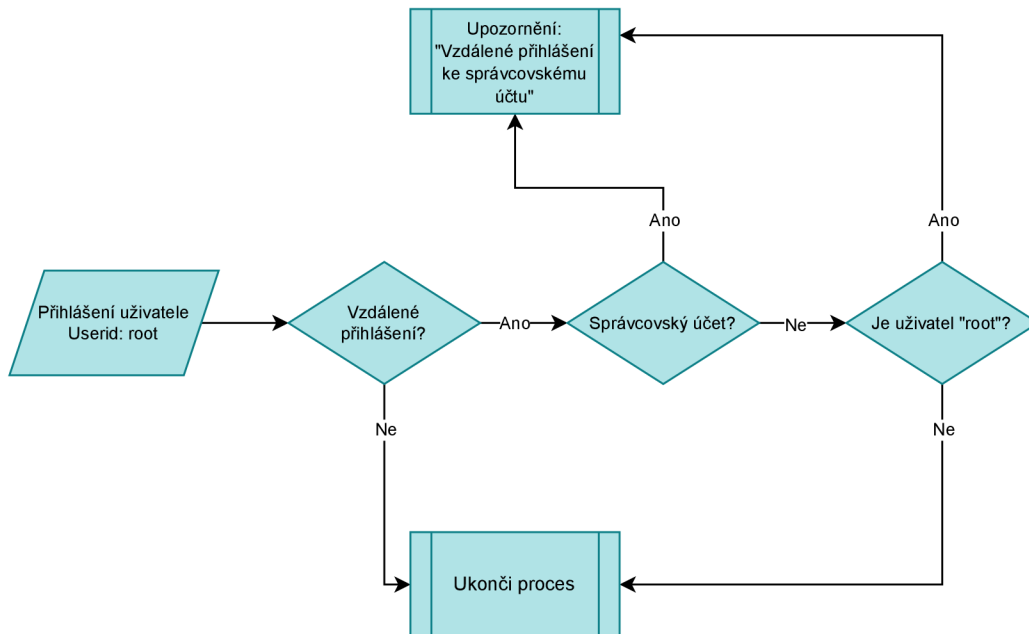 Upozornění:
"Vzdálené přihlášení
ke správcovskému
účtu"
Ano
Ano
Přihlášení uživatele
Userid: root
Vzdálené
přihlášení?
Ano
Správcovský účet?
Ne
Je uživatel "root"?
Ne
Ne
Ukonči proces